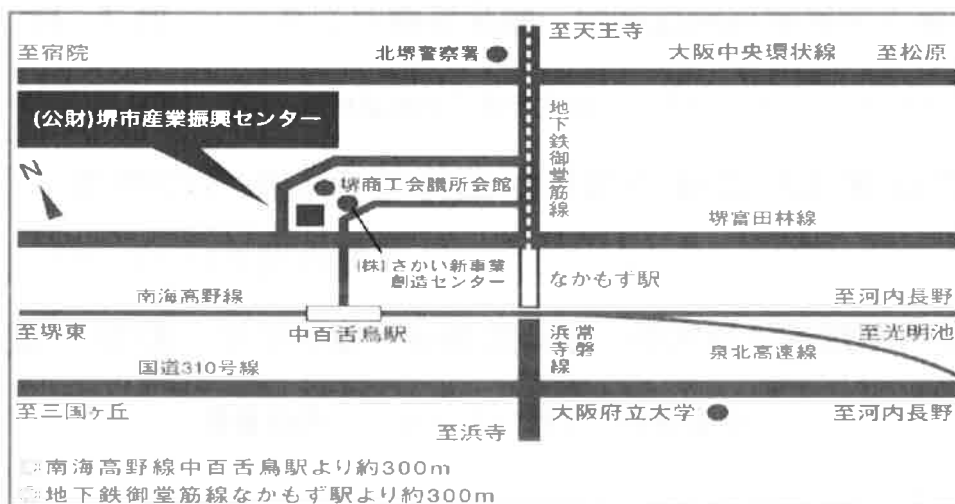 至天王寺
至宿院
北堺警察署
大阪中央環状線
至松原
(公財)堺市産業振興センター
地下鉄御堂筋線
N
堺商工会議所会館
堺富田林線
(株)さかい新事業
創造センター
なかもず駅
南海高野線
至河内長野
至堺東
中百舌鳥駅
常磐
浜寺線
至光明池
泉北高速線
国道310号線
至三国ヶ丘
大阪府立大学
至河内長野
至浜寺
南海高野線中百舌鳥駅より約300m
地下鉄御堂筋線なかもず駅より約300m